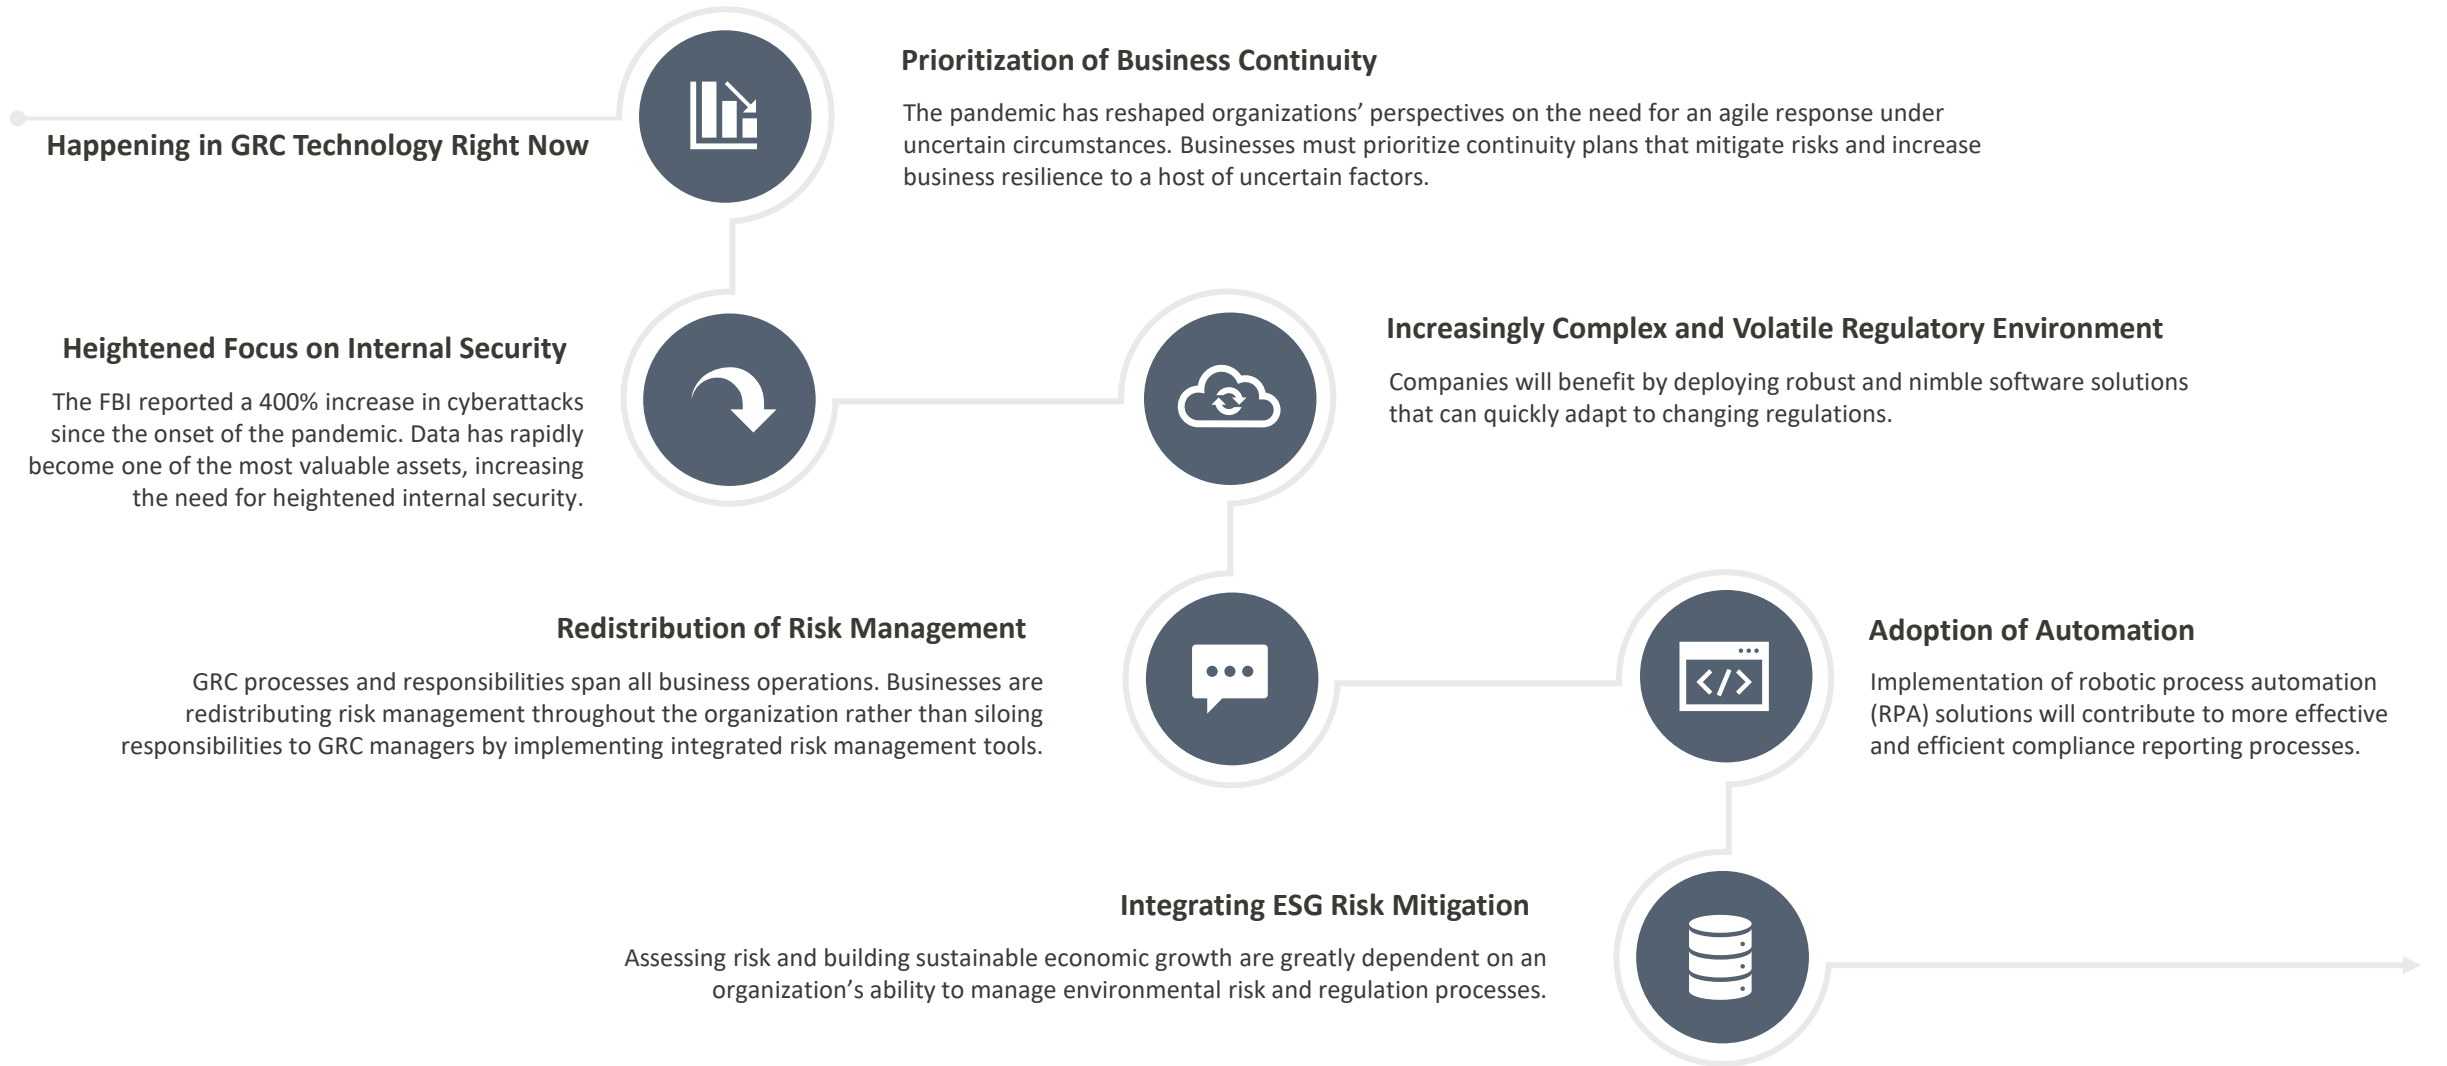 Happening in GRC Technology Right Now
Prioritization of Business Continuity
The pandemic has reshaped organizations’ perspectives on the need for an agile response under
uncertain circumstances. Businesses must prioritize continuity plans that mitigate risks and increase
business resilience to a host of uncertain factors.
Heightened Focus on Internal Security
The FBI reported a 400% increase in cyberattacks
since the onset of the pandemic. Data has rapidly
become one of the most valuable assets, increasing
the need for heightened internal security.
Increasingly Complex and Volatile Regulatory Environment
Companies will benefit by deploying robust and nimble software solutions
that can quickly adapt to changing regulations.
Redistribution of Risk Management
GRC processes and responsibilities span all business operations. Businesses are
redistributing risk management throughout the organization rather than siloing
responsibilities to GRC managers by implementing integrated risk management tools.
Adoption of Automation
Implementation of robotic process automation
(RPA) solutions will contribute to more effective
and efficient compliance reporting processes.
Integrating ESG Risk Mitigation
Assessing risk and building sustainable economic growth are greatly dependent on an
organization’s ability to manage environmental risk and regulation processes.